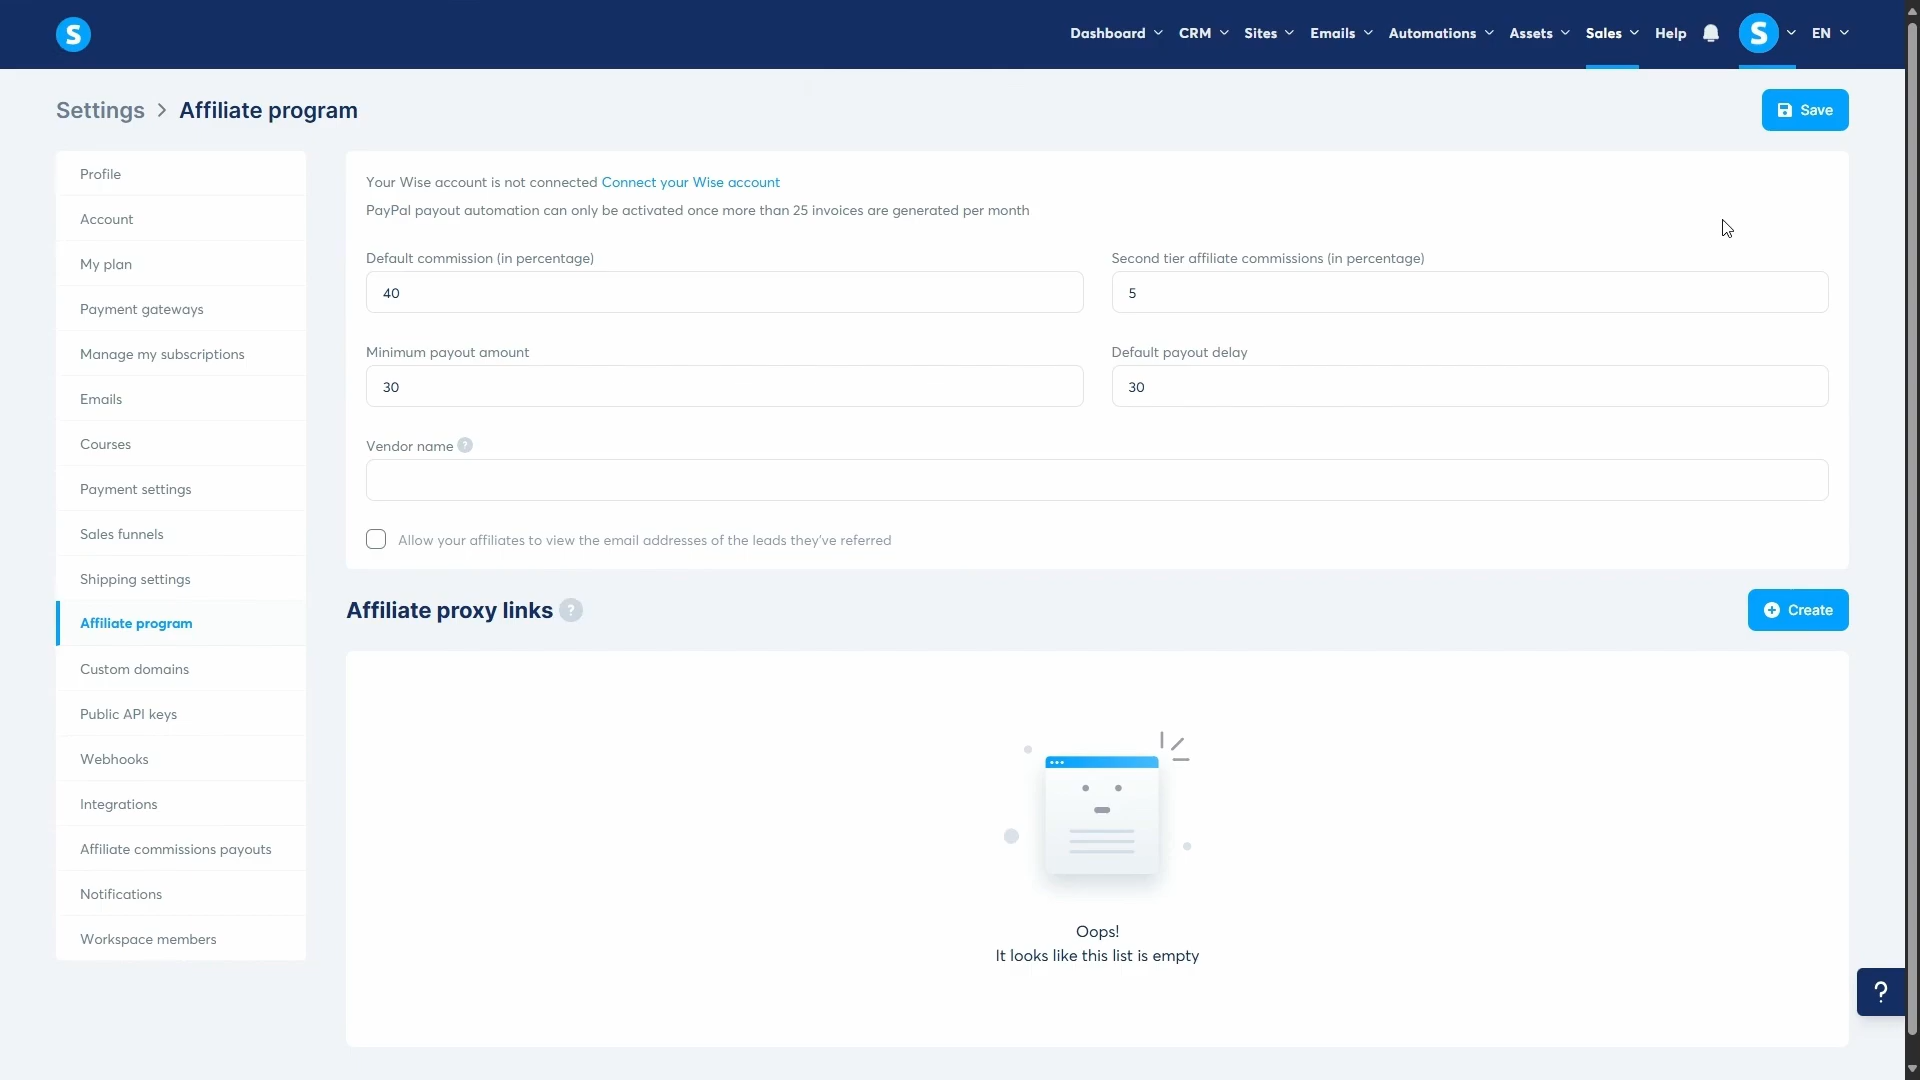 S
Dashboard
CRM
Sites
Emails
Automations
Assets
Sales
Help
S
EN
Settings > Affiliate program
Save
Profile
Account
My plan
Payment gateways
Manage my subscriptions
Emails
Courses
Payment settings
Sales funnels
Shipping settings
Affiliate program
Custom domains
Public API keys
Webhooks
Integrations
Affiliate commissions payouts
Notifications
Workspace members
Your Wise account is not connected Connect your Wise account
PayPal payout automation can only be activated once more than 25 invoices are generated per month
Default commission (in percentage)
40
Second tier affiliate commissions (in percentage)
5
Minimum payout amount
30
Default payout delay
30
Vendor name ?
Allow your affiliates to view the email addresses of the leads they've referred
Affiliate proxy links ?
Create
Oops!
It looks like this list is empty
?